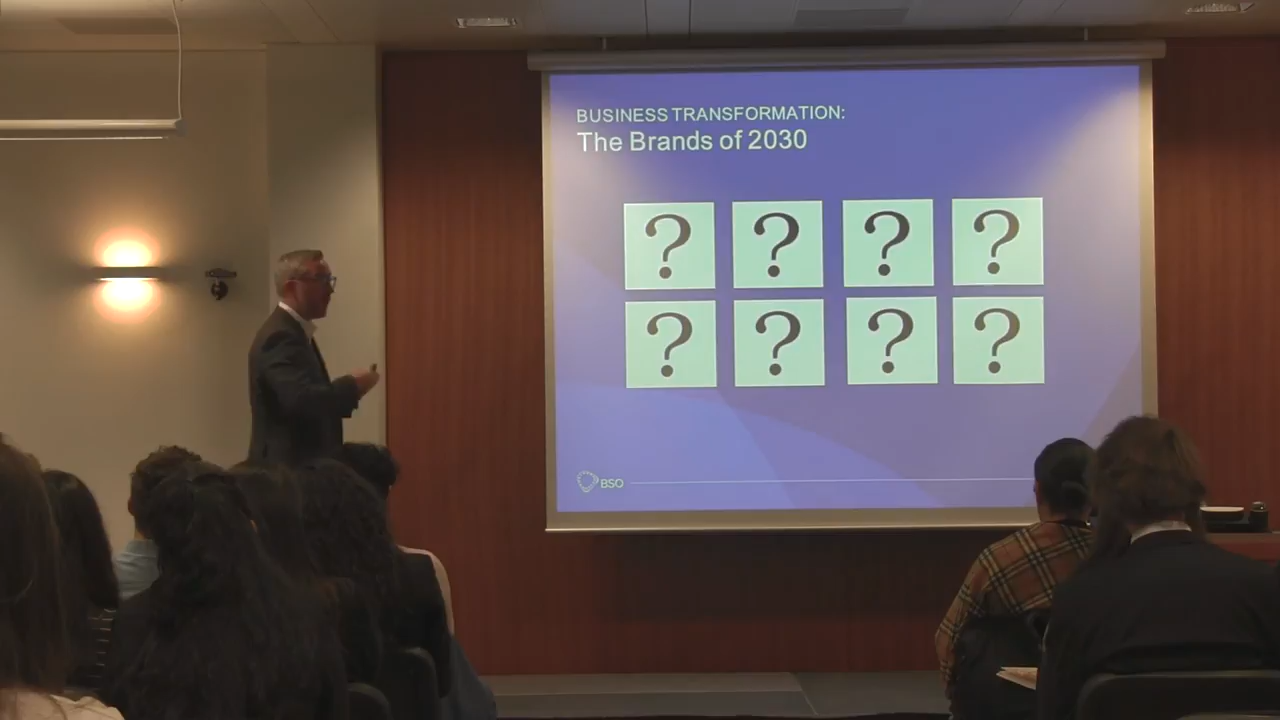 BUSINESS TRANSFORMATION:
The Brands of 2030
? ? ? ?
? ? ? ?
BSO